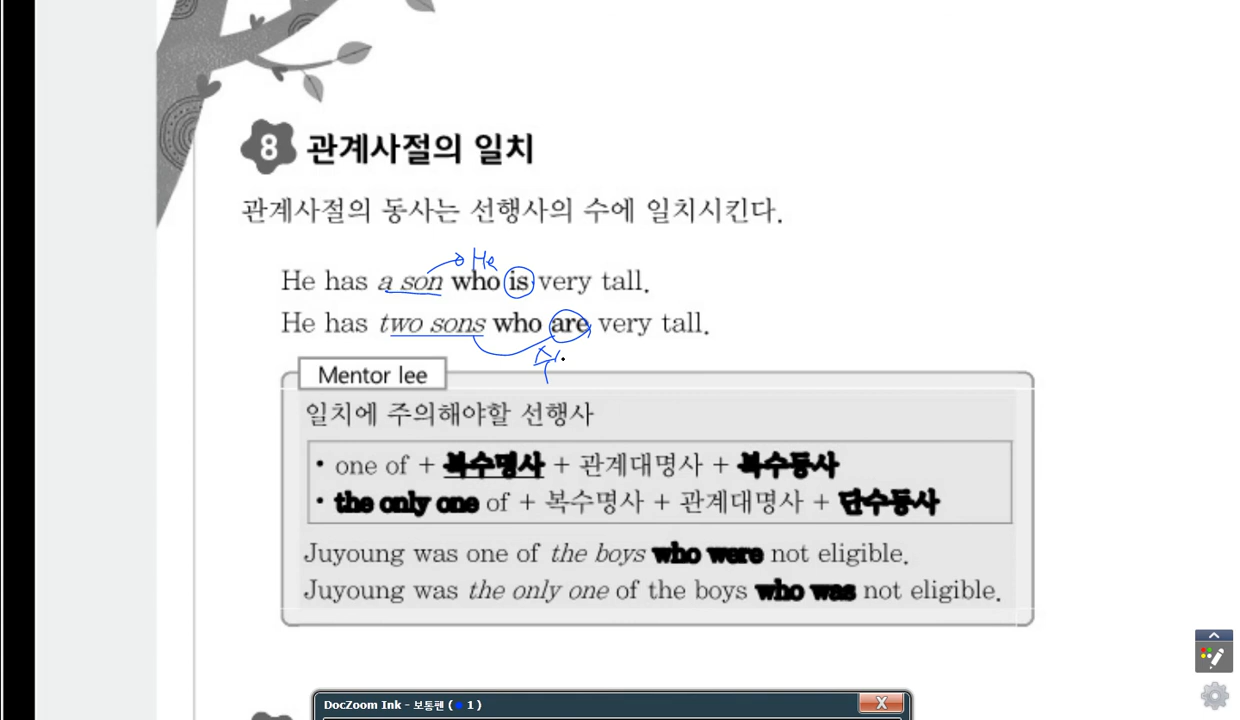 8 관계사절의 일치
관계사절의 동사는 선행사의 수에 일치시킨다.
He
He has a son who is very tall.
He has two sons who are very tall.
Mentor lee
일치에 주의해야할 선행사
• one of + 복수명사 + 관계대명사 + 복수동사
• the only one of + 복수명사 + 관계대명사 + 단수동사
Juyoung was one of the boys who were not eligible.
Juyoung was the only one of the boys who was not eligible.
DocZoom Ink - 보통펜 ( 1 )